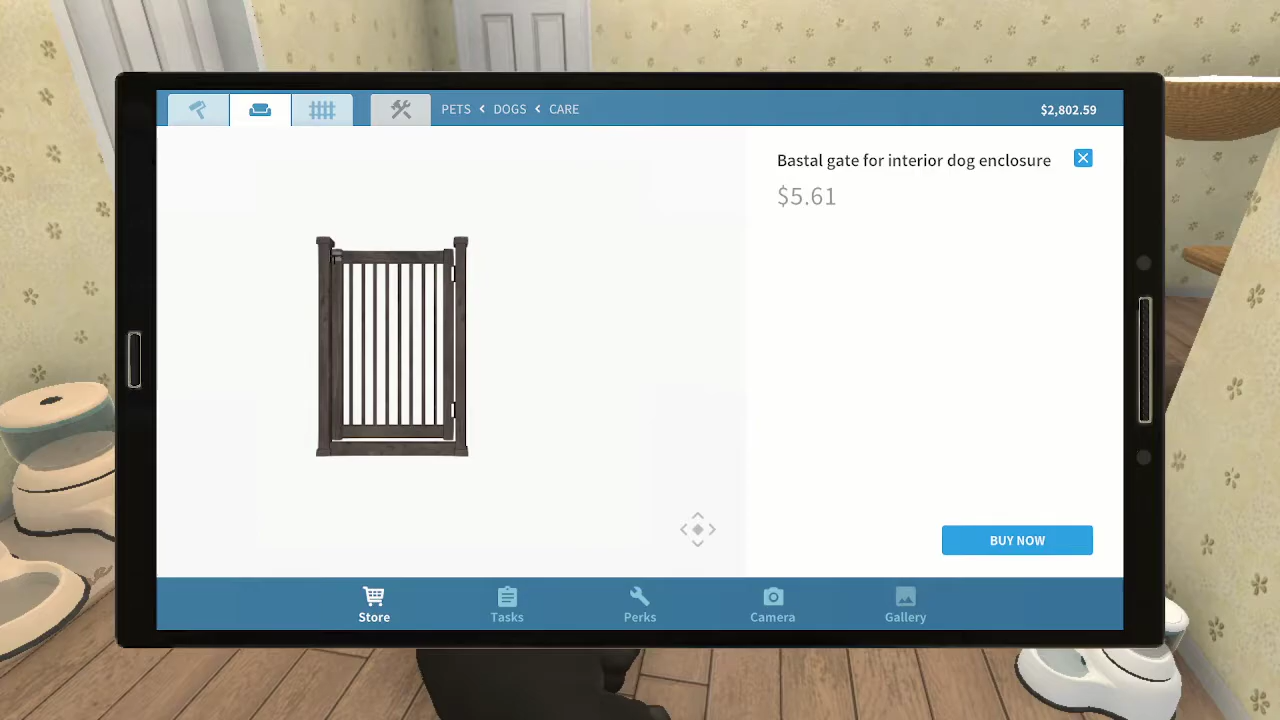 PETS < DOGS < CARE
$2,802.59
Bastal gate for interior dog enclosure
$5.61
BUY NOW
Store
Tasks
Perks
Camera
Gallery